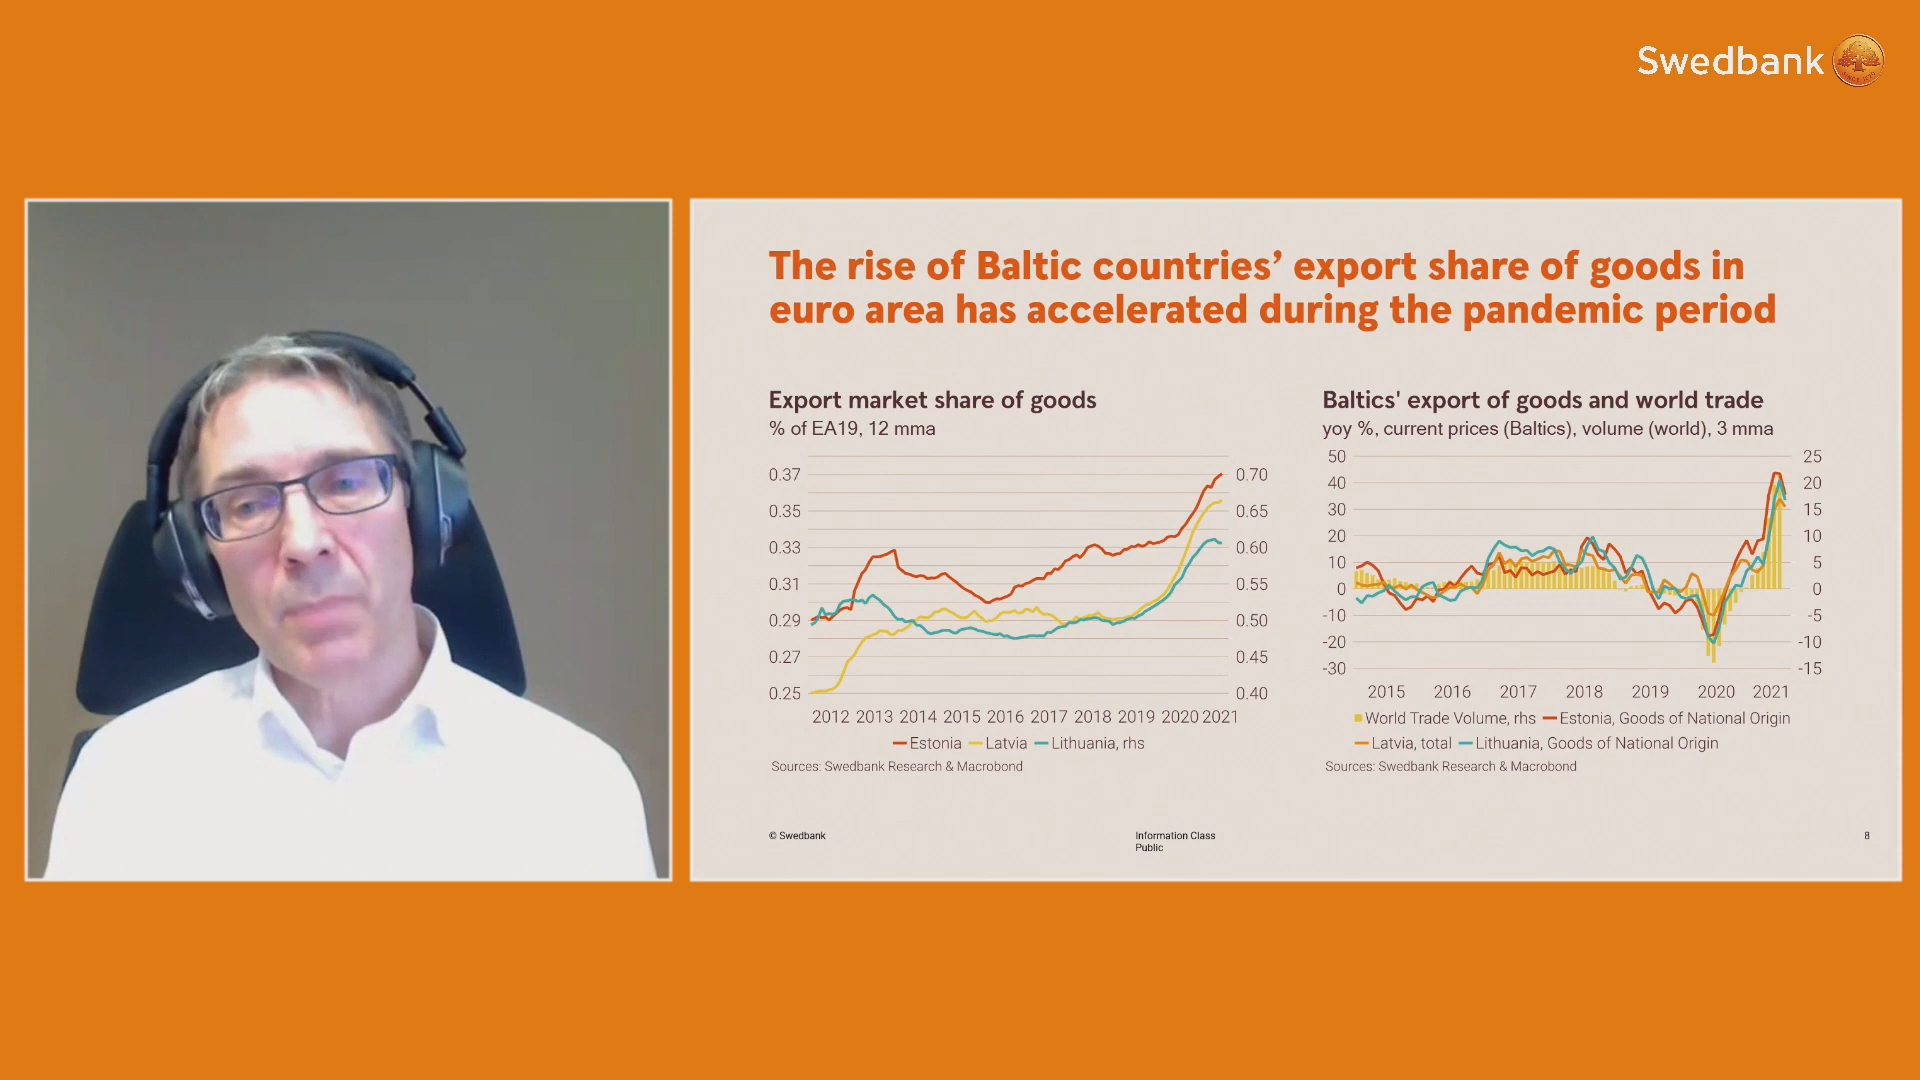 Swedbank
The rise of Baltic countries’ export share of goods in
euro area has accelerated during the pandemic period
Export market share of goods
% of EA19, 12 mma
0.37
0.35
0.33
0.31
0.29
0.27
0.25
0.70
0.65
0.60
0.55
0.50
0.45
0.40
2012 2013 2014 2015 2016 2017 2018 2019 2020 2021
Estonia Latvia Lithuania, rhs
Sources: Swedbank Research & Macrobond
Baltics' export of goods and world trade
yoy %, current prices (Baltics), volume (world), 3 mma
50
40
30
20
10
0
-10
-20
-30
25
20
15
10
5
0
-5
-10
-15
2015 2016 2017 2018 2019 2020 2021
World Trade Volume, rhs Estonia, Goods of National Origin
Latvia, total Lithuania, Goods of National Origin
Sources: Swedbank Research & Macrobond
© Swedbank
Information Class
Public
8